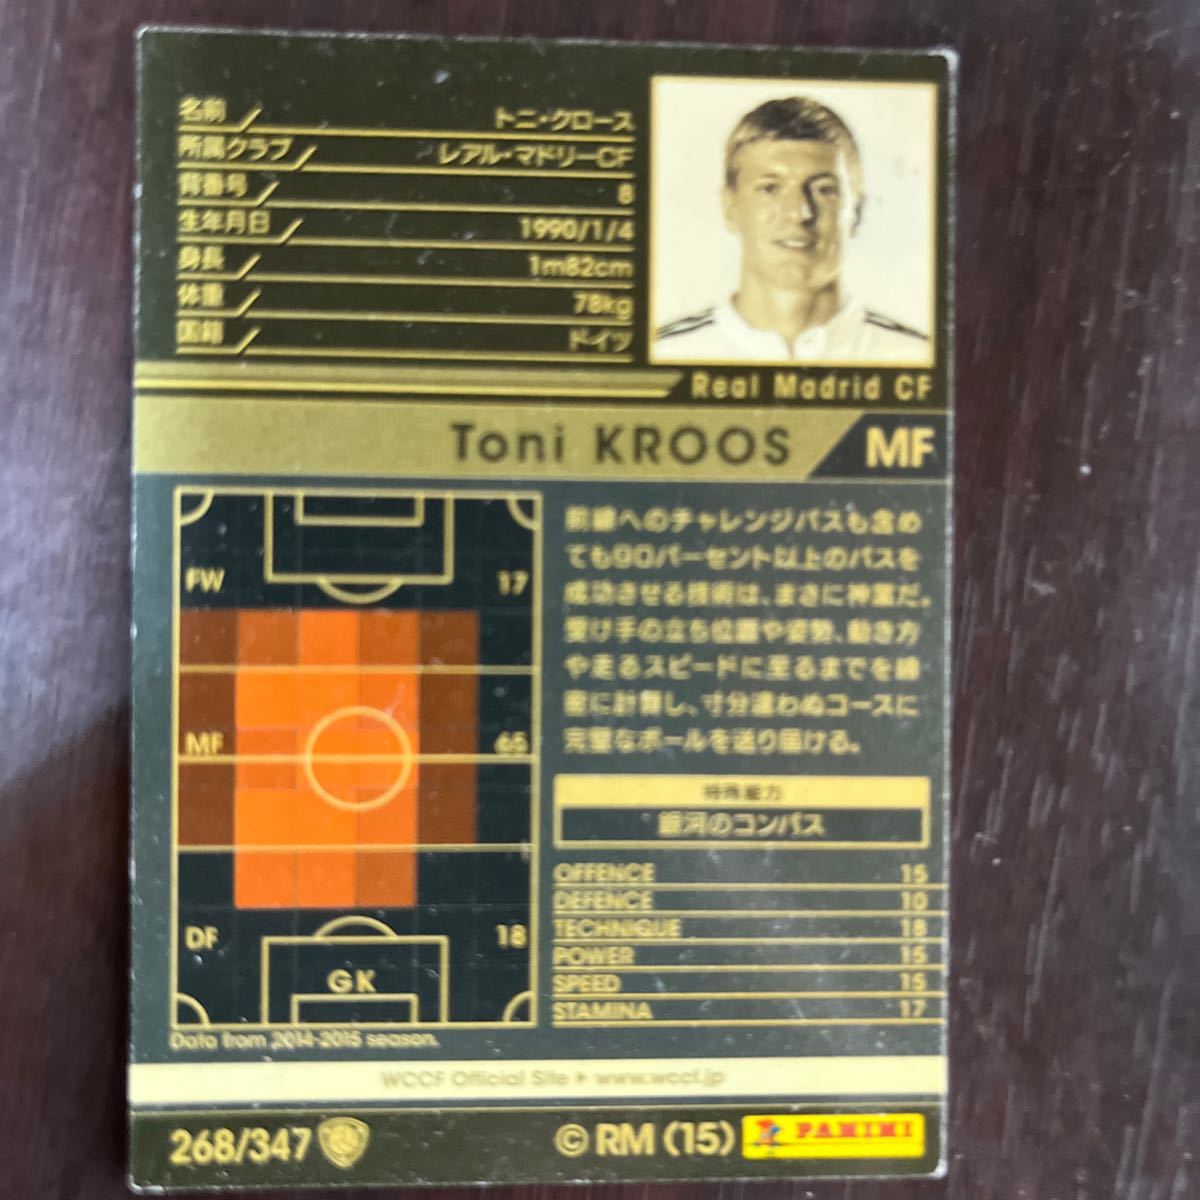 名前 トニ・クロース
所属クラブ レアル・マドリーCF
背番号 8
生年月日 1990/1/4
身長 1m82cm
体重 78kg
国籍 ドイツ
Real Madrid CF
Toni KROOS MF
前線へのチャレンジパスも含め
ても90パーセント以上のパスを
成功させる技術は、まさに神業だ。
受け手の立ち位置や姿勢、動き方
や走るスピードに至るまでを綿
密に計算し、寸分違わぬコースに
完璧なボールを送り届ける。
FW 17
MF 65
DF 18
GK
特殊能力
銀河のコンパス
OFFENCE 15
DEFENCE 10
TECHNIQUE 18
POWER 15
SPEED 15
STAMINA 17
Data from 2014-2015 season.
WCCF Official Site ▶ www.wccf.jp
268/347 © RM (15) PANINI